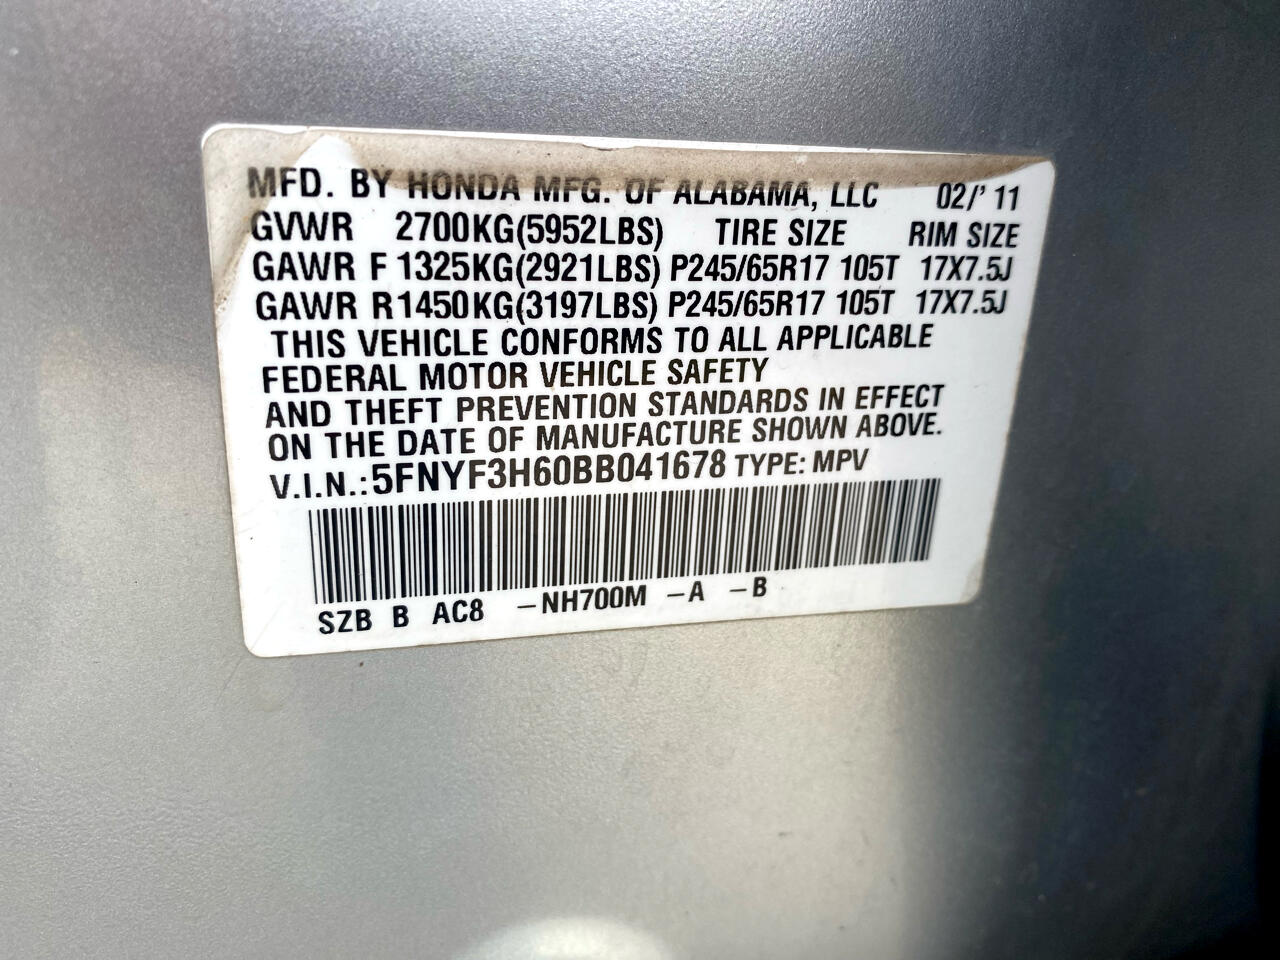 MFD. BY HONDA MFG. OF ALABAMA, LLC 02/' 11
GVWR 2700KG(5952LBS) TIRE SIZE RIM SIZE
GAWR F 1325KG(2921LBS) P245/65R17 105T 17X7.5J
GAWR R 1450KG(3197LBS) P245/65R17 105T 17X7.5J
THIS VEHICLE CONFORMS TO ALL APPLICABLE
FEDERAL MOTOR VEHICLE SAFETY
AND THEFT PREVENTION STANDARDS IN EFFECT
ON THE DATE OF MANUFACTURE SHOWN ABOVE.
V.I.N.: 5FNYF3H60BB041678 TYPE: MPV
SZB B AC8 -NH700M -A -B